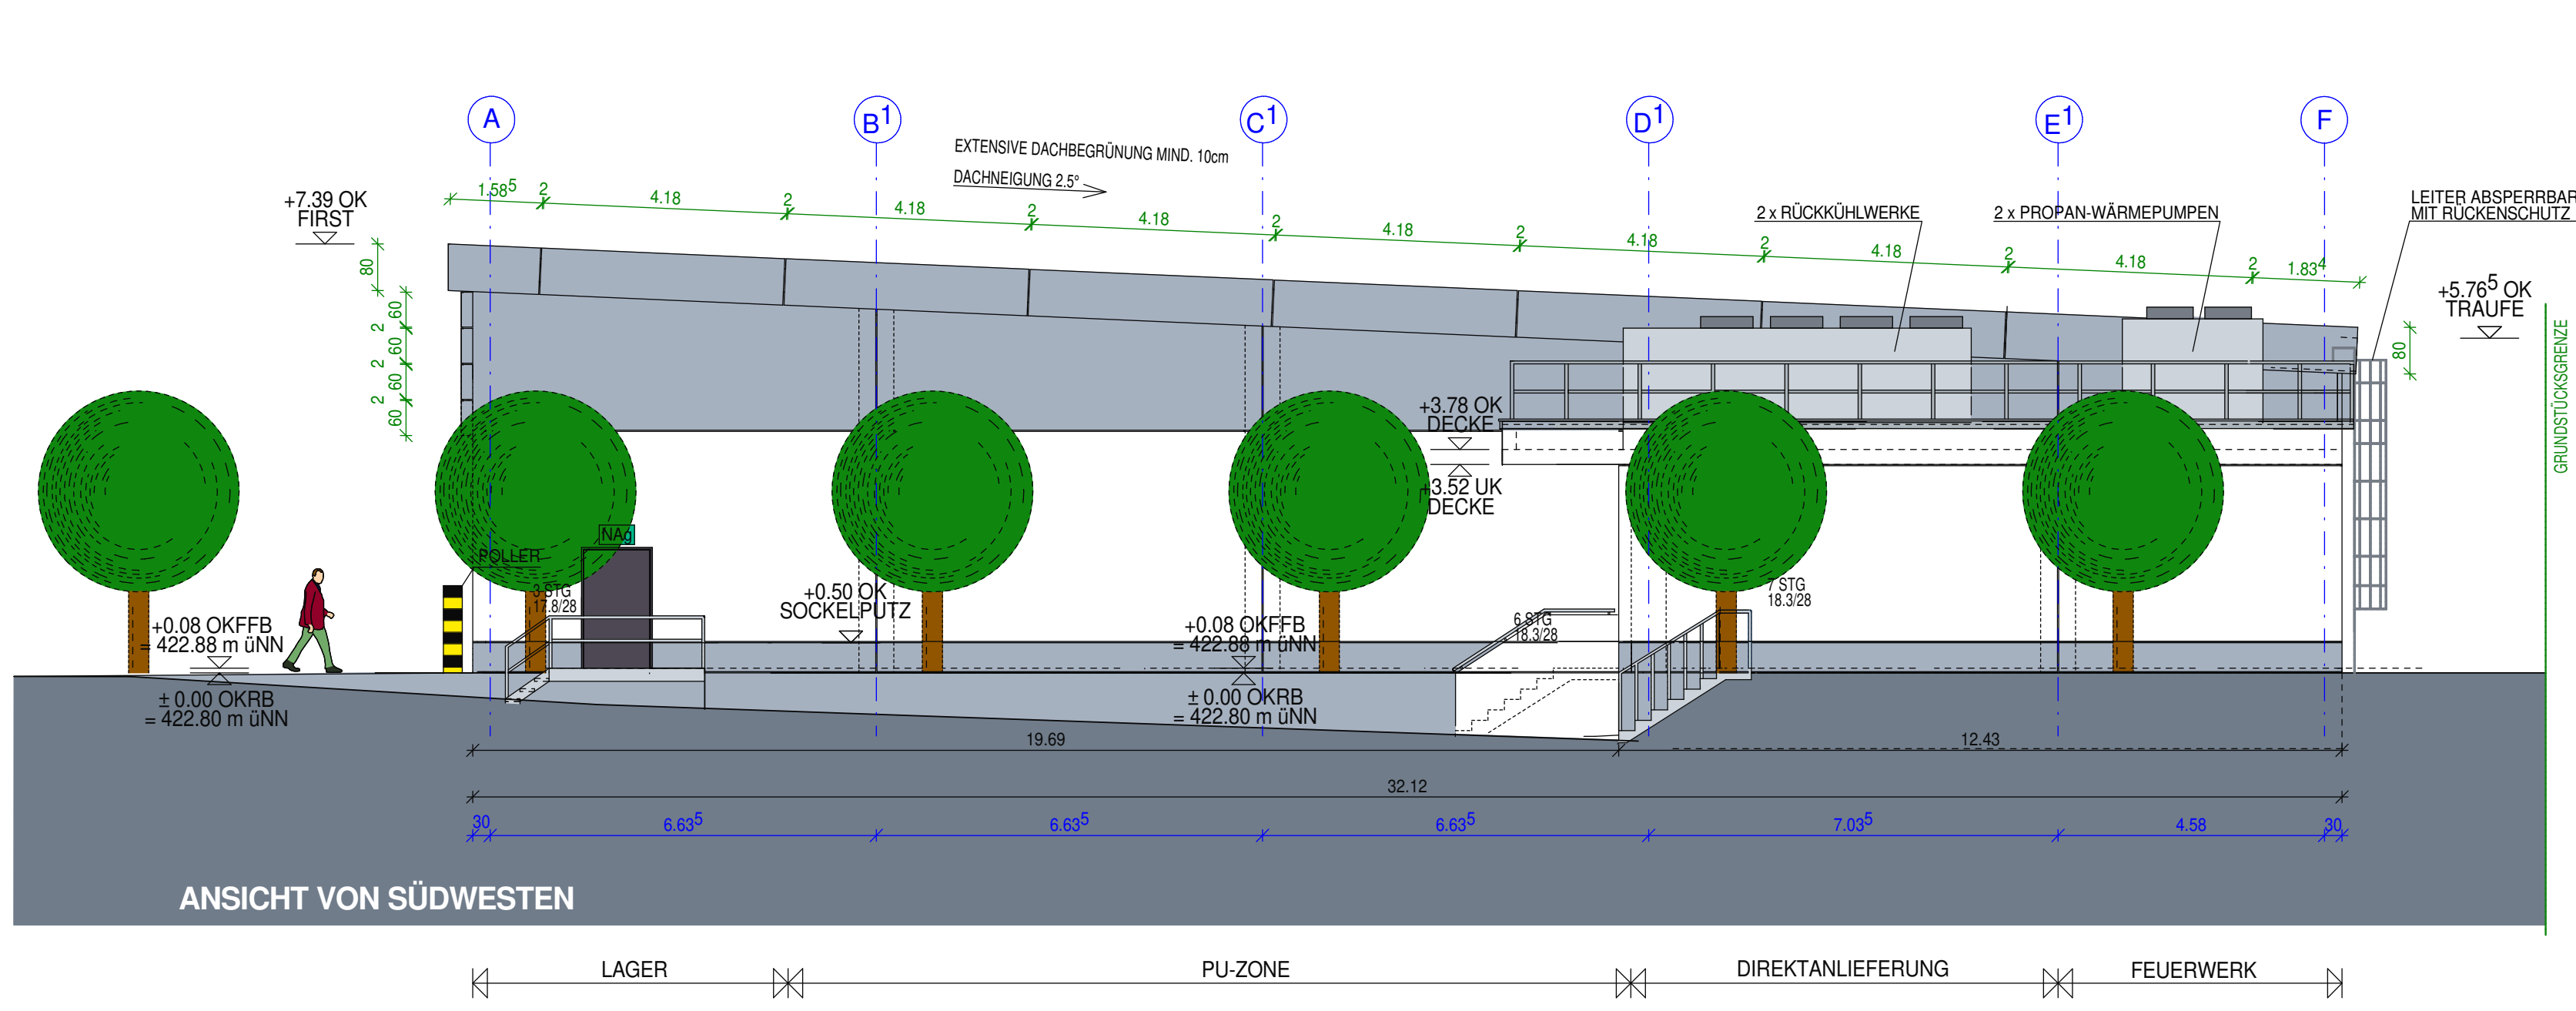 A
B1
C1
D1
E1
F
EXTENSIVE DACHBEGRÜNUNG MIND. 10cm
DACHNEIGUNG 2.5°
+7.39 OK
FIRST
1.585
2
4.18
2
4.18
2
4.18
2
4.18
2
4.18
2
4.18
2
4.18
2
1.834
2 x RÜCKKÜHLWERKE
2 x PROPAN-WÄRMEPUMPEN
LEITER ABSPERRBAR
MIT RÜCKENSCHUTZ
+5.765 OK
TRAUFE
80
80
60
2
60
2
60
2
60
GRUNDSTÜCKSGRENZE
+3.78 OK
DECKE
+3.52 UK
DECKE
NAg
POLLER
3 STG
17.8/28
+0.50 OK
SOCKELPUTZ
7 STG
18.3/28
6 STG
18.3/28
+0.08 OKFFB
= 422.88 m üNN
± 0.00 OKRB
= 422.80 m üNN
+0.08 OKFFB
= 422.88 m üNN
± 0.00 OKRB
= 422.80 m üNN
19.69
12.43
32.12
30
6.635
6.635
6.635
7.035
4.58
30
ANSICHT VON SÜDWESTEN
LAGER
PU-ZONE
DIREKTANLIEFERUNG
FEUERWERK